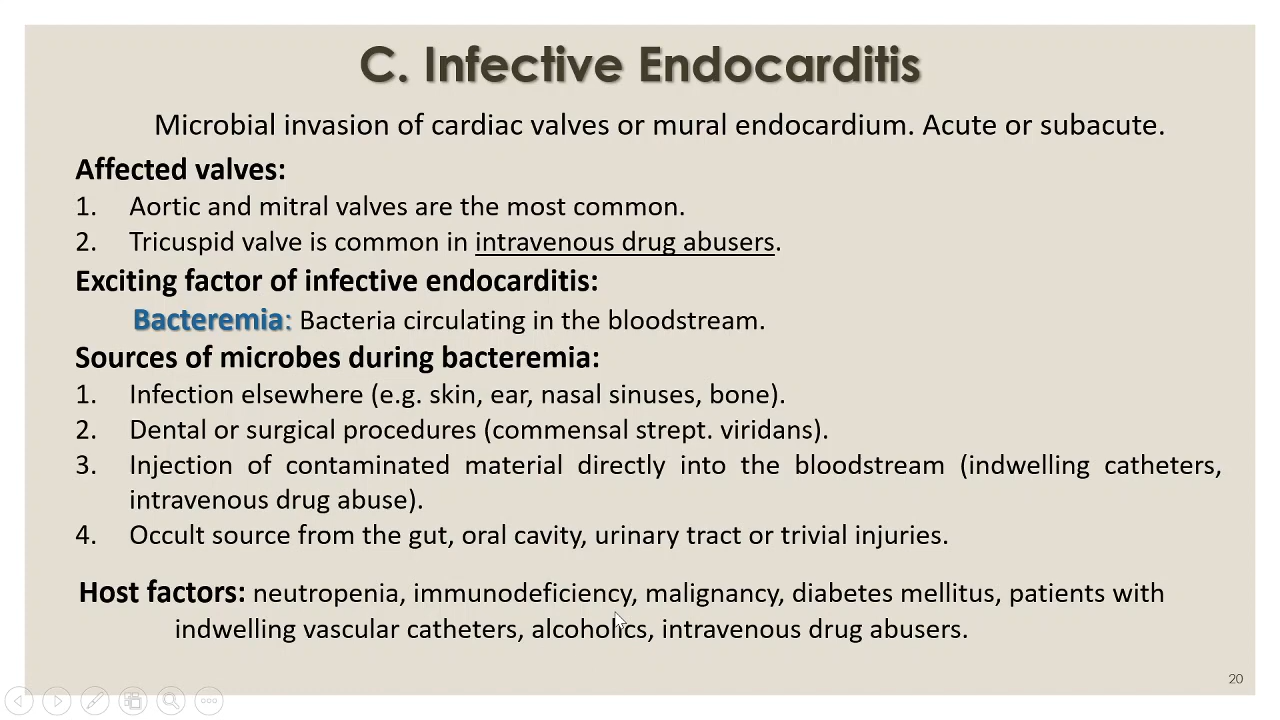 C. Infective Endocarditis
Microbial invasion of cardiac valves or mural endocardium. Acute or subacute.
Affected valves:
1. Aortic and mitral valves are the most common.
2. Tricuspid valve is common in intravenous drug abusers.
Exciting factor of infective endocarditis:
Bacteremia: Bacteria circulating in the bloodstream.
Sources of microbes during bacteremia:
1. Infection elsewhere (e.g. skin, ear, nasal sinuses, bone).
2. Dental or surgical procedures (commensal strept. viridans).
3. Injection of contaminated material directly into the bloodstream (indwelling catheters,
intravenous drug abuse).
4. Occult source from the gut, oral cavity, urinary tract or trivial injuries.
Host factors: neutropenia, immunodeficiency, malignancy, diabetes mellitus, patients with
indwelling vascular catheters, alcoholics, intravenous drug abusers.
20